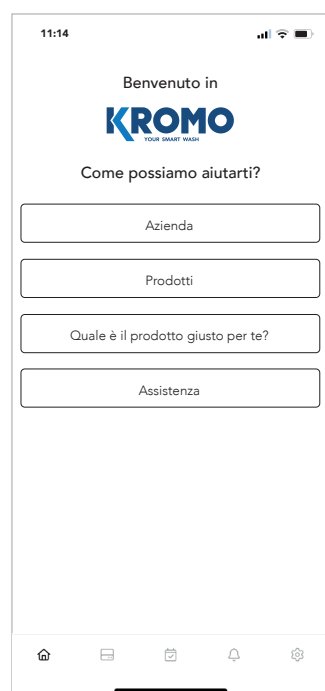 11:14
Benvenuto in
KROMO
YOUR SMART WASH
Come possiamo aiutarti?
Azienda
Prodotti
Quale è il prodotto giusto per te?
Assistenza